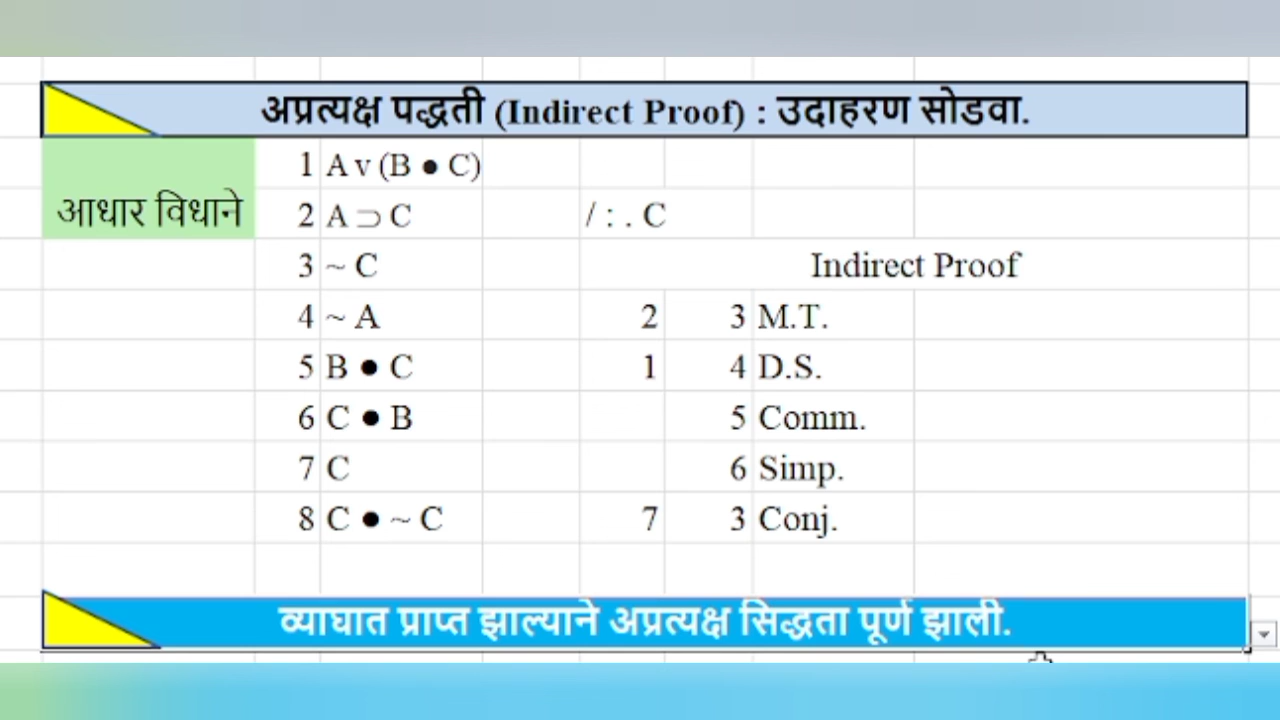 अप्रत्यक्ष पद्धती (Indirect Proof) : उदाहरण सोडवा.
1 A v (B ● C)
आधार विधाने 2 A ⊃ C / : . C
3 ~ C Indirect Proof
4 ~ A 2 3 M.T.
5 B ● C 1 4 D.S.
6 C ● B 5 Comm.
7 C 6 Simp.
8 C ● ~ C 7 3 Conj.
व्याघात प्राप्त झाल्याने अप्रत्यक्ष सिद्धता पूर्ण झाली.